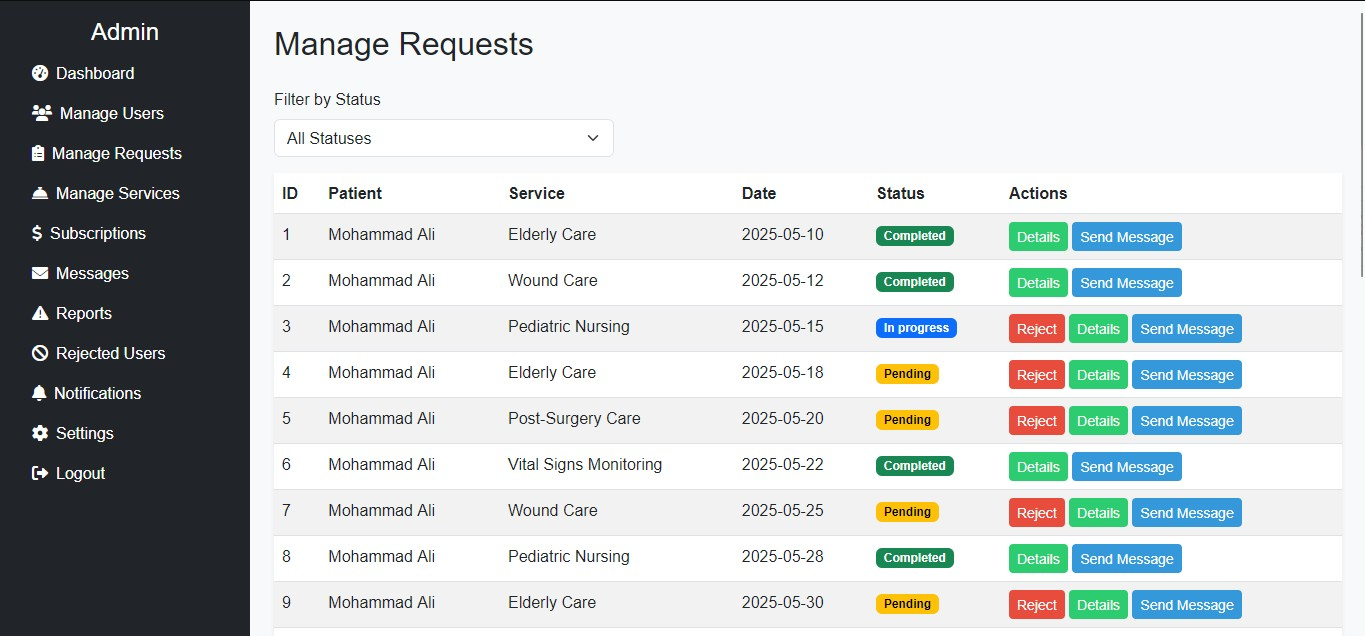 Admin
Dashboard
Manage Users
Manage Requests
Manage Services
Subscriptions
Messages
Reports
Rejected Users
Notifications
Settings
Logout
Manage Requests
Filter by Status
All Statuses
ID Patient Service Date Status Actions
1 Mohammad Ali Elderly Care 2025-05-10 Completed Details Send Message
2 Mohammad Ali Wound Care 2025-05-12 Completed Details Send Message
3 Mohammad Ali Pediatric Nursing 2025-05-15 In progress Reject Details Send Message
4 Mohammad Ali Elderly Care 2025-05-18 Pending Reject Details Send Message
5 Mohammad Ali Post-Surgery Care 2025-05-20 Pending Reject Details Send Message
6 Mohammad Ali Vital Signs Monitoring 2025-05-22 Completed Details Send Message
7 Mohammad Ali Wound Care 2025-05-25 Pending Reject Details Send Message
8 Mohammad Ali Pediatric Nursing 2025-05-28 Completed Details Send Message
9 Mohammad Ali Elderly Care 2025-05-30 Pending Reject Details Send Message